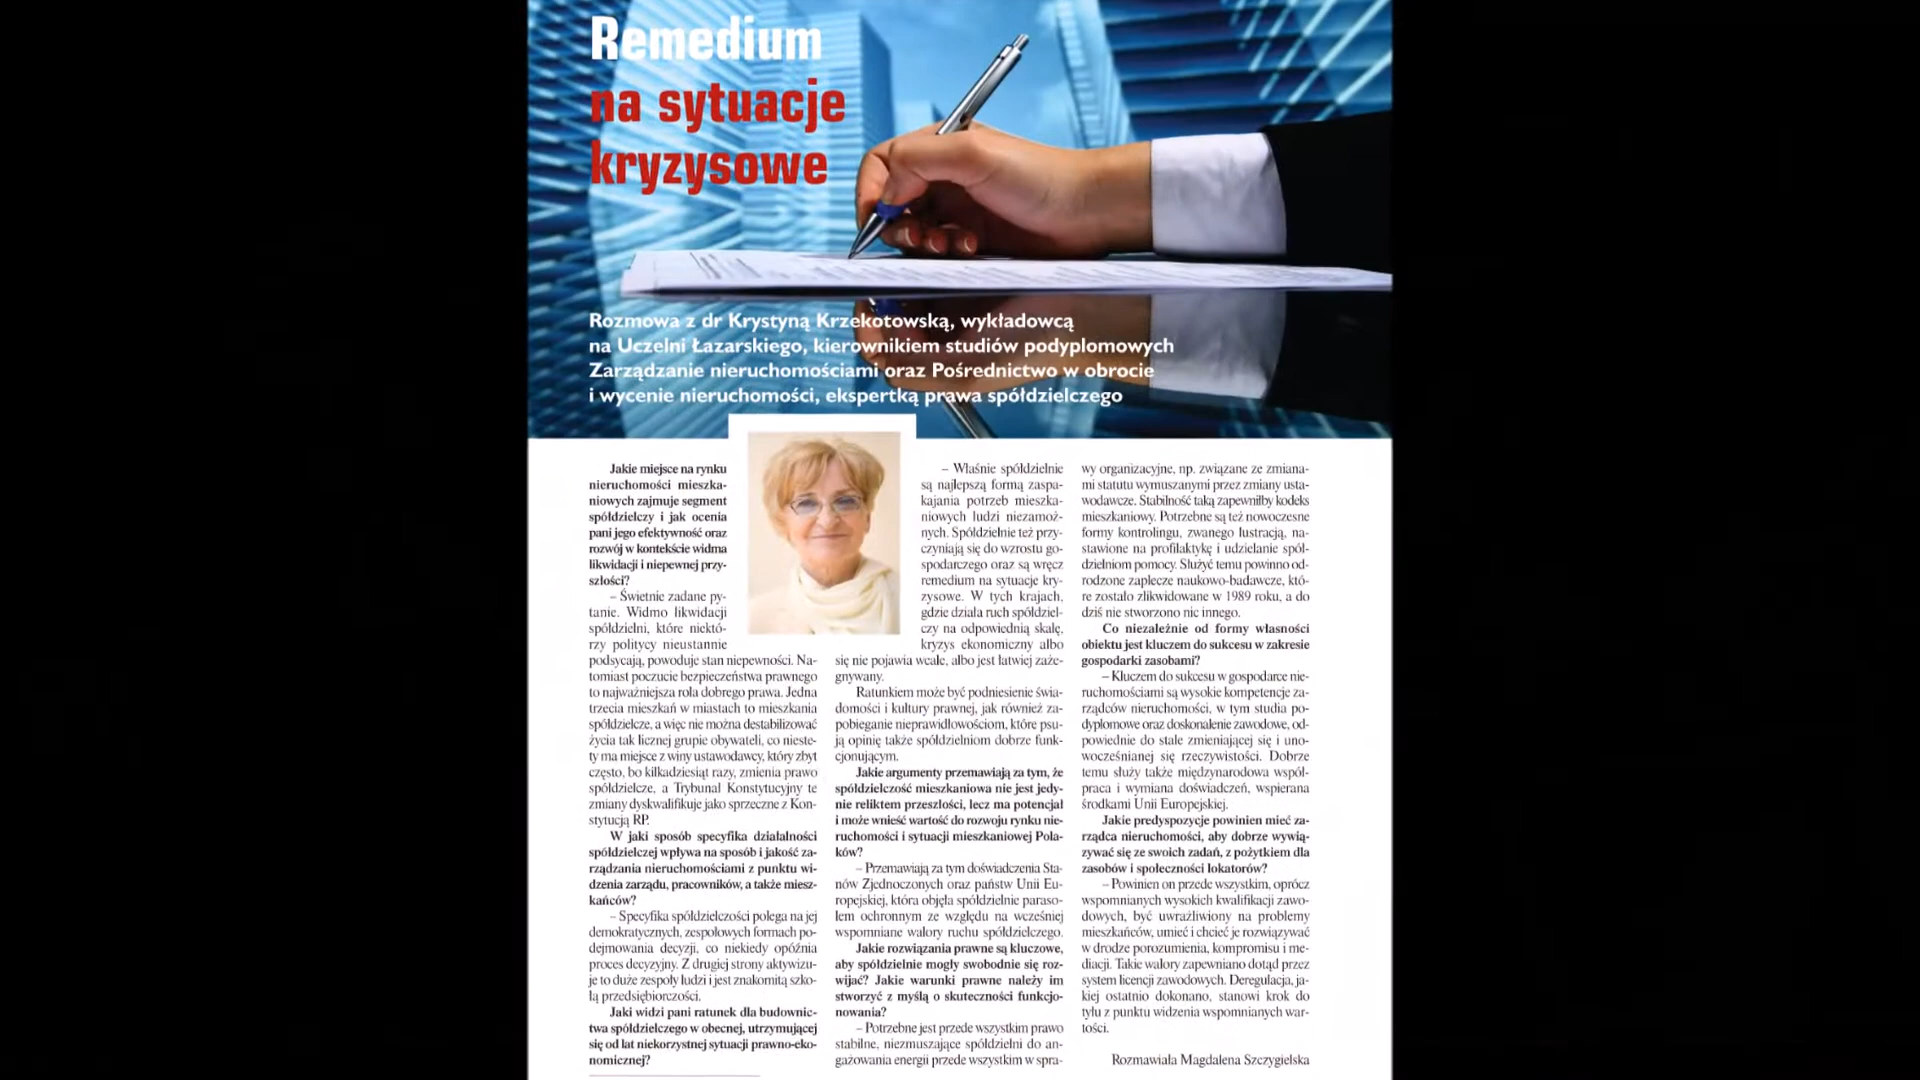 Remedium
na sytuacje
kryzysowe
Rozmowa z dr Krystyną Krzekotowską, wykładowcą
na Uczelni Łazarskiego, kierownikiem studiów podyplomowych
Zarządzanie nieruchomościami oraz Pośrednictwo w obrocie
i wycenie nieruchomości, ekspertką prawa spółdzielczego
Jakie miejsce na rynku
nieruchomości mieszka-
niowych zajmuje segment
spółdzielczy i jak ocenia
pani jego efektywność oraz
rozwój w kontekście widma
likwidacji i niepewnej przy-
szłości?
– Świetnie zadane py-
tanie. Widmo likwidacji
spółdzielni, które niektó-
rzy politycy nieustannie
podsycają, powoduje stan niepewności. Na-
tomiast poczucie bezpieczeństwa prawnego
to najważniejsza rola dobrego prawa. Jedna
trzecia mieszkań w miastach to mieszkania
spółdzielcze, a więc nie można destabilizować
życia tak licznej grupie obywateli, co nieste-
ty ma miejsce z winy ustawodawcy, który zbyt
często, bo kilkadziesiąt razy, zmienia prawo
spółdzielcze, a Trybunał Konstytucyjny te
zmiany dyskwalifikuje jako sprzeczne z Kon-
stytucją RP.
W jaki sposób specyfika działalności
spółdzielczej wpływa na sposób i jakość za-
rządzania nieruchomościami z punktu wi-
dzenia zarządu, pracowników, a także miesz-
kańców?
– Specyfika spółdzielczości polega na jej
demokratycznych, zespołowych formach po-
dejmowania decyzji, co niekiedy opóźnia
proces decyzyjny. Z drugiej strony aktywizu-
je to duże zespoły ludzi i jest znakomitą szko-
łą przedsiębiorczości.
Jaki widzi pani ratunek dla budownic-
twa spółdzielczego w obecnej, utrzymującej
się od lat niekorzystnej sytuacji prawno-eko-
nomicznej?
– Właśnie spółdzielnie
są najlepszą formą zaspa-
kajania potrzeb mieszka-
niowych ludzi niezamoż-
nych. Spółdzielnie też przy-
czyniają się do wzrostu go-
spodarczego oraz są wręcz
remedium na sytuacje kry-
zysowe. W tych krajach,
gdzie działa ruch spółdziel-
czy na odpowiednią skalę,
kryzys ekonomiczny albo
się nie pojawia wcale, albo jest łatwiej zaże-
gnywany.
Ratunkiem może być podniesienie świa-
domości i kultury prawnej, jak również za-
pobieganie nieprawidłowościom, które psu-
ją opinię także spółdzielniom dobrze funk-
cjonującym.
Jakie argumenty przemawiają za tym, że
spółdzielczość mieszkaniowa nie jest jedy-
nie reliktem przeszłości, lecz ma potencjał
i może wnieść wartość do rozwoju rynku nie-
ruchomości i sytuacji mieszkaniowej Pola-
ków?
– Przemawiają za tym doświadczenia Sta-
nów Zjednoczonych oraz państw Unii Eu-
ropejskiej, która objęła spółdzielnie paraso-
lem ochronnym ze względu na wcześniej
wspomniane walory ruchu spółdzielczego.
Jakie rozwiązania prawne są kluczowe,
aby spółdzielnie mogły swobodnie się roz-
wijać? Jakie warunki prawne należy im
stworzyć z myślą o skuteczności funkcjo-
nowania?
– Potrzebne jest przede wszystkim prawo
stabilne, niezmuszające spółdzielni do an-
gażowania energii przede wszystkim w spra-
wy organizacyjne, np. związane ze zmiana-
mi statutu wymuszanymi przez zmiany usta-
wodawcze. Stabilność taką zapewniłby kodeks
mieszkaniowy. Potrzebne są też nowoczesne
formy kontrolingu, zwanego lustracją, na-
stawione na profilaktykę i udzielanie spół-
dzielniom pomocy. Służyć temu powinno od-
rodzone zaplecze naukowo-badawcze, któ-
re zostało zlikwidowane w 1989 roku, a do
dziś nie stworzono nic innego.
Co niezależnie od formy własności
obiektu jest kluczem do sukcesu w zakresie
gospodarki zasobami?
– Kluczem do sukcesu w gospodarce nie-
ruchomościami są wysokie kompetencje za-
rządców nieruchomości, w tym studia po-
dyplomowe oraz doskonalenie zawodowe, od-
powiednie do stale zmieniającej się i uno-
wocześnianej się rzeczywistości. Dobrze
temu służy także międzynarodowa współ-
praca i wymiana doświadczeń, wspierana
środkami Unii Europejskiej.
Jakie predyspozycje powinien mieć za-
rządca nieruchomości, aby dobrze wywią-
zywać się ze swoich zadań, z pożytkiem dla
zasobów i społeczności lokatorów?
– Powinien on przede wszystkim, oprócz
wspomnianych wysokich kwalifikacji zawo-
dowych, być uwrażliwiony na problemy
mieszkańców, umieć i chcieć je rozwiązywać
w drodze porozumienia, kompromisu i me-
diacji. Takie walory zapewniano dotąd przez
system licencji zawodowych. Deregulacja, ja-
kiej ostatnio dokonano, stanowi krok do
tyłu z punktu widzenia wspomnianych war-
tości.
Rozmawiała Magdalena Szczygielska